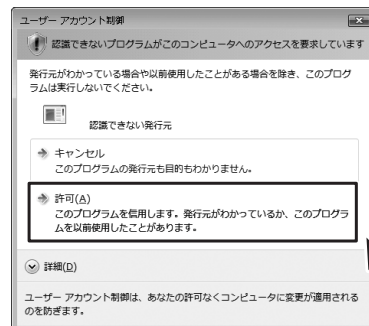 ユーザー アカウント制御
認識できないプログラムがこのコンピュータへのアクセスを要求しています
発行元がわかっている場合や以前使用したことがある場合を除き、このプログ
ラムは実行しないでください。
認識できない発行元
キャンセル
このプログラムの発行元も目的もわかりません。
許可(A)
このプログラムを信用します。発行元がわかっているか、このプログラ
ムを以前使用したことがあります。
詳細(D)
ユーザー アカウント制御は、あなたの許可なくコンピュータに変更が適用される
のを防ぎます。